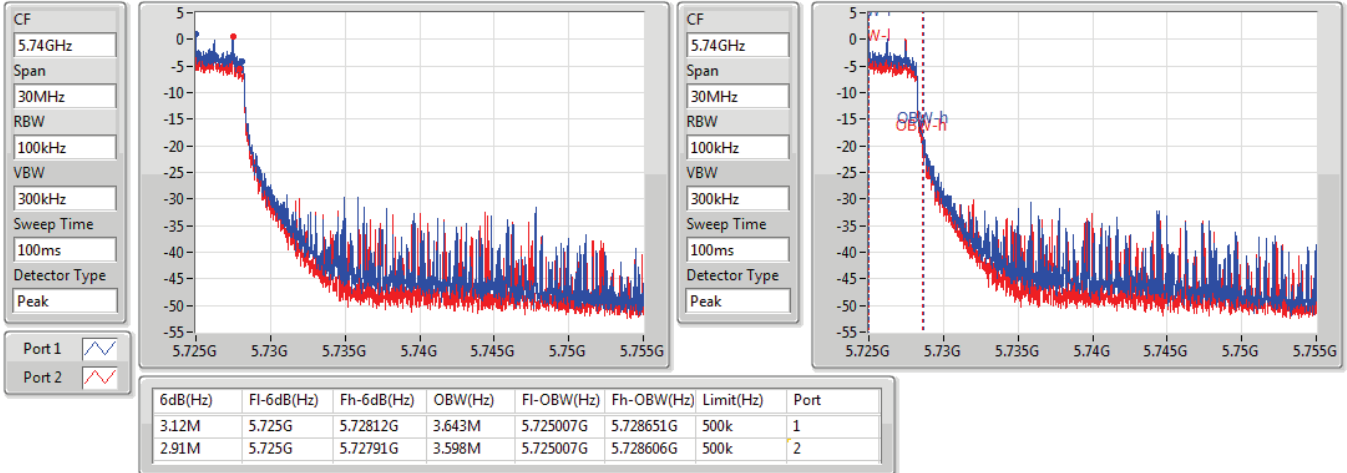 CF
5.74GHz
Span
30MHz
RBW
100kHz
VBW
300kHz
Sweep Time
100ms
Detector Type
Peak
5
0
-5
-10
-15
-20
-25
-30
-35
-40
-45
-50
-55
5.725G 5.73G 5.735G 5.74G 5.745G 5.75G 5.755G
Port 1
Port 2
CF
5.74GHz
Span
30MHz
RBW
100kHz
VBW
300kHz
Sweep Time
100ms
Detector Type
Peak
5
0
-5
-10
-15
-20
-25
-30
-35
-40
-45
-50
-55
W-l
OBW-h
OBW-h
5.725G 5.73G 5.735G 5.74G 5.745G 5.75G 5.755G
6dB(Hz) Fl-6dB(Hz) Fh-6dB(Hz) OBW(Hz) Fl-OBW(Hz) Fh-OBW(Hz) Limit(Hz) Port
3.12M 5.725G 5.72812G 3.643M 5.725007G 5.728651G 500k 1
2.91M 5.725G 5.72791G 3.598M 5.725007G 5.728606G 500k 2